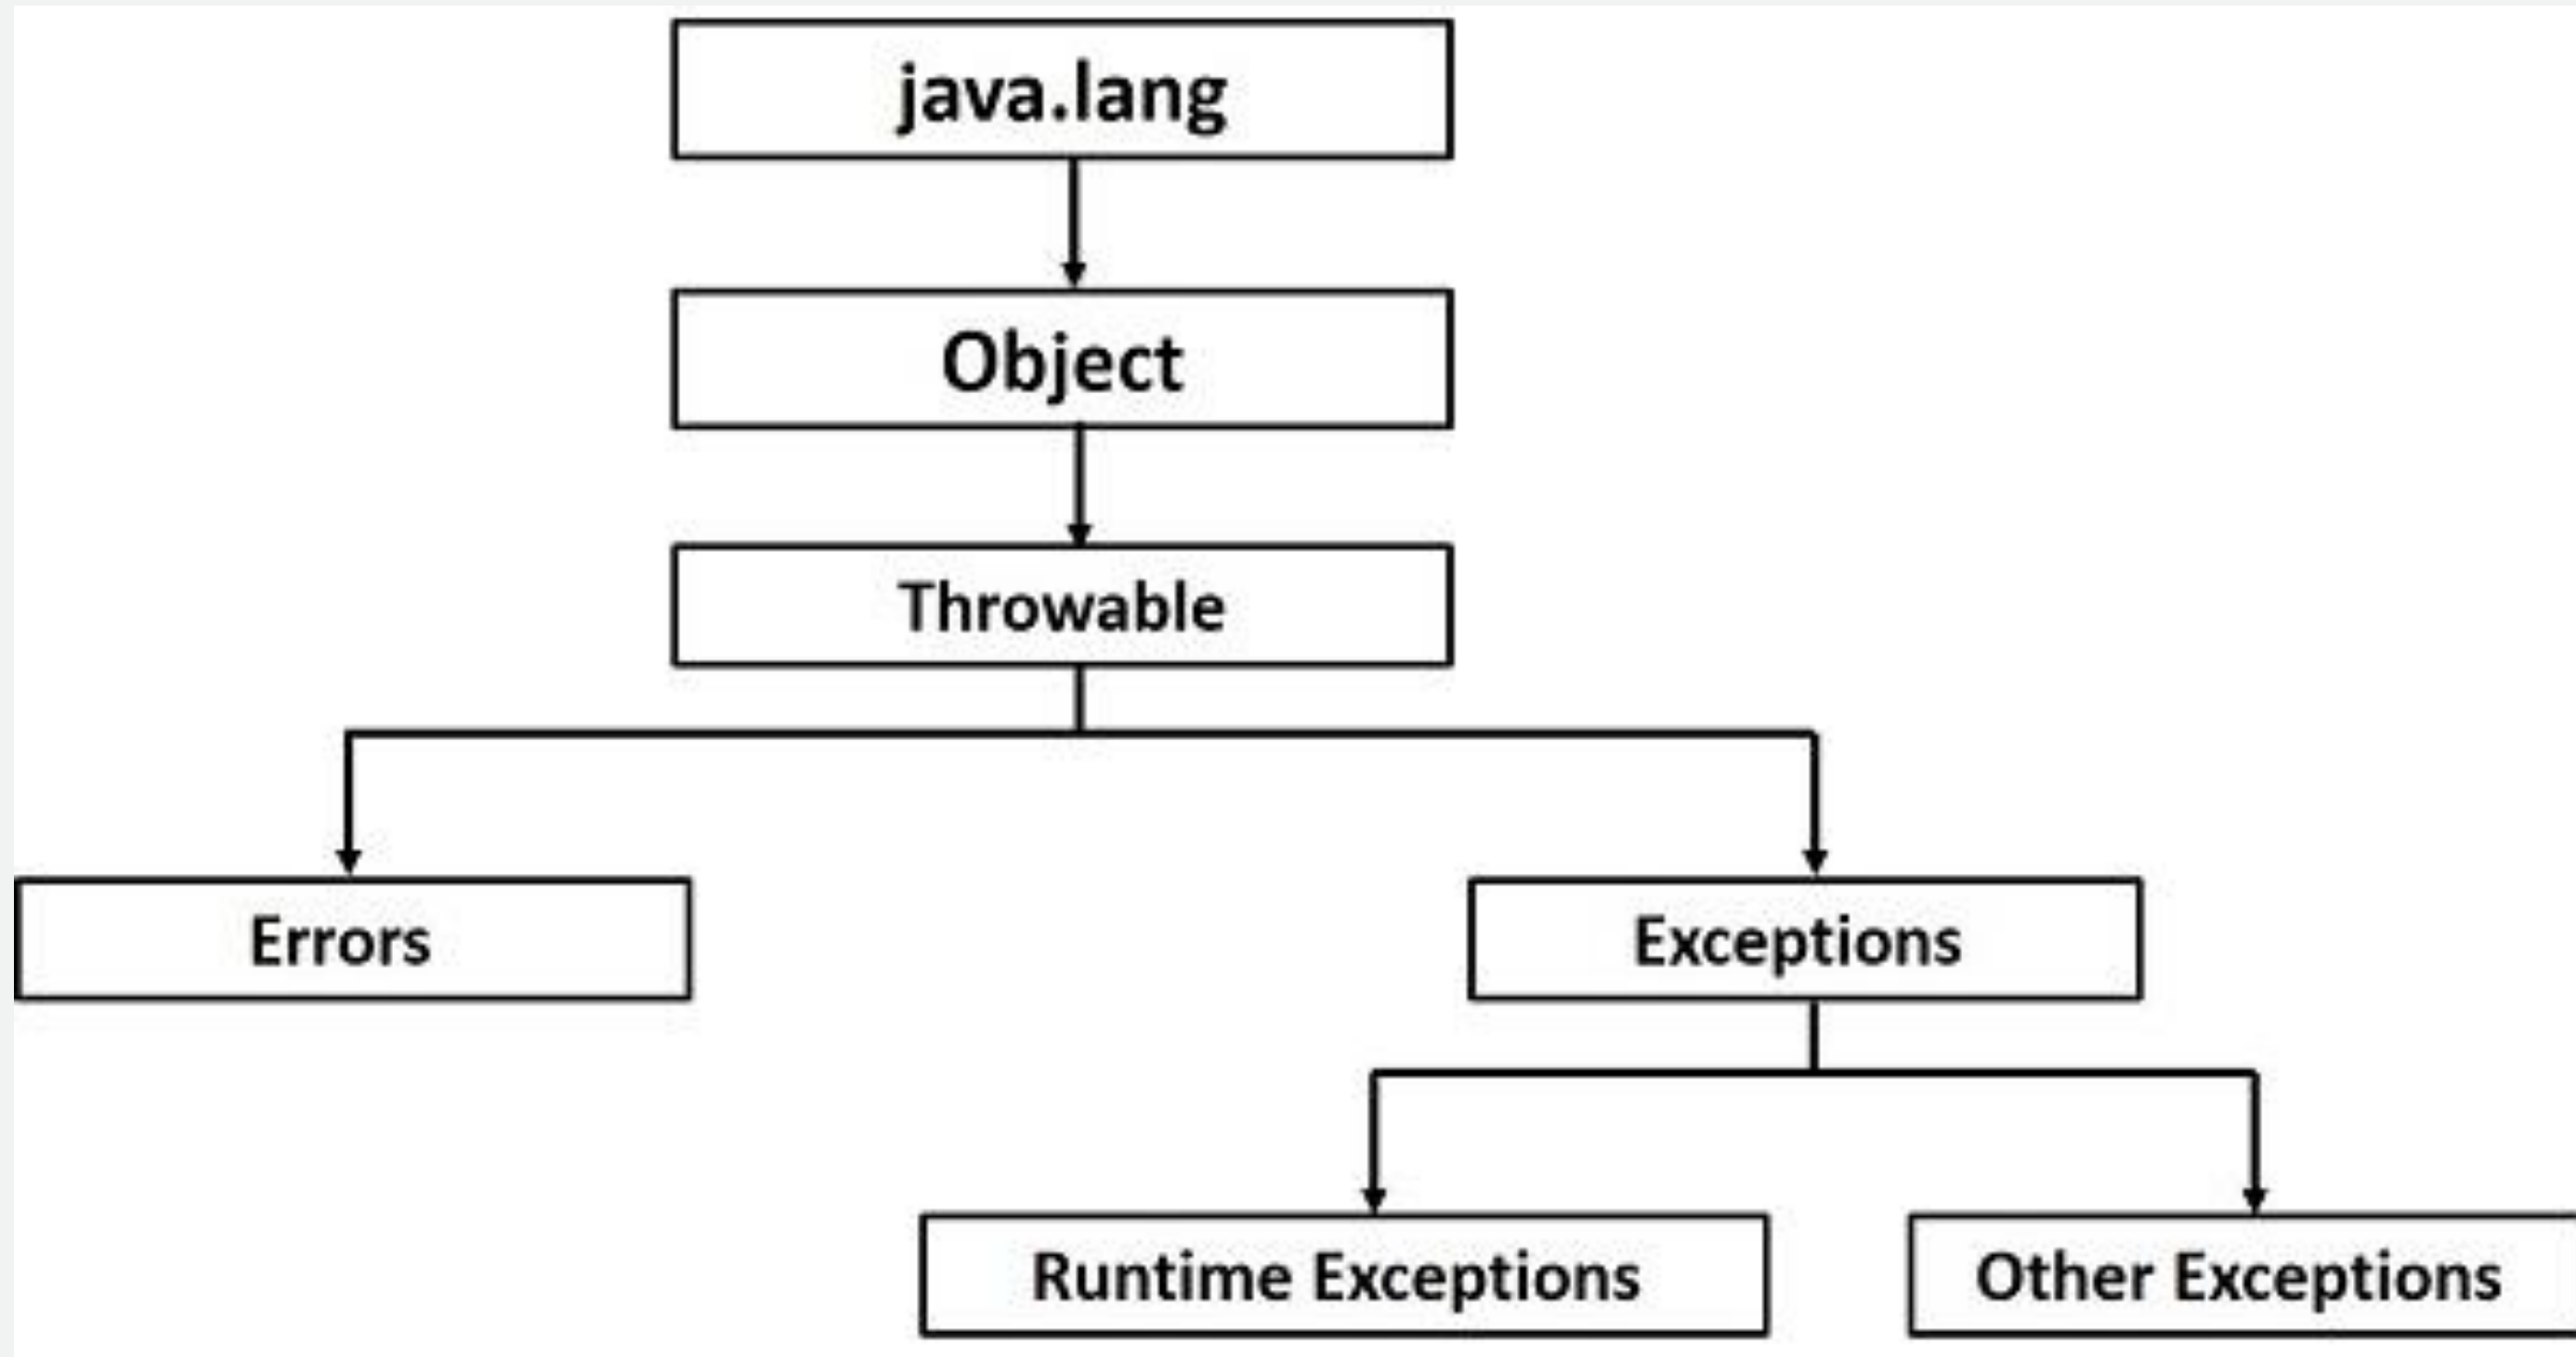 java.lang
Object
Throwable
Errors
Exceptions
Runtime Exceptions
Other Exceptions